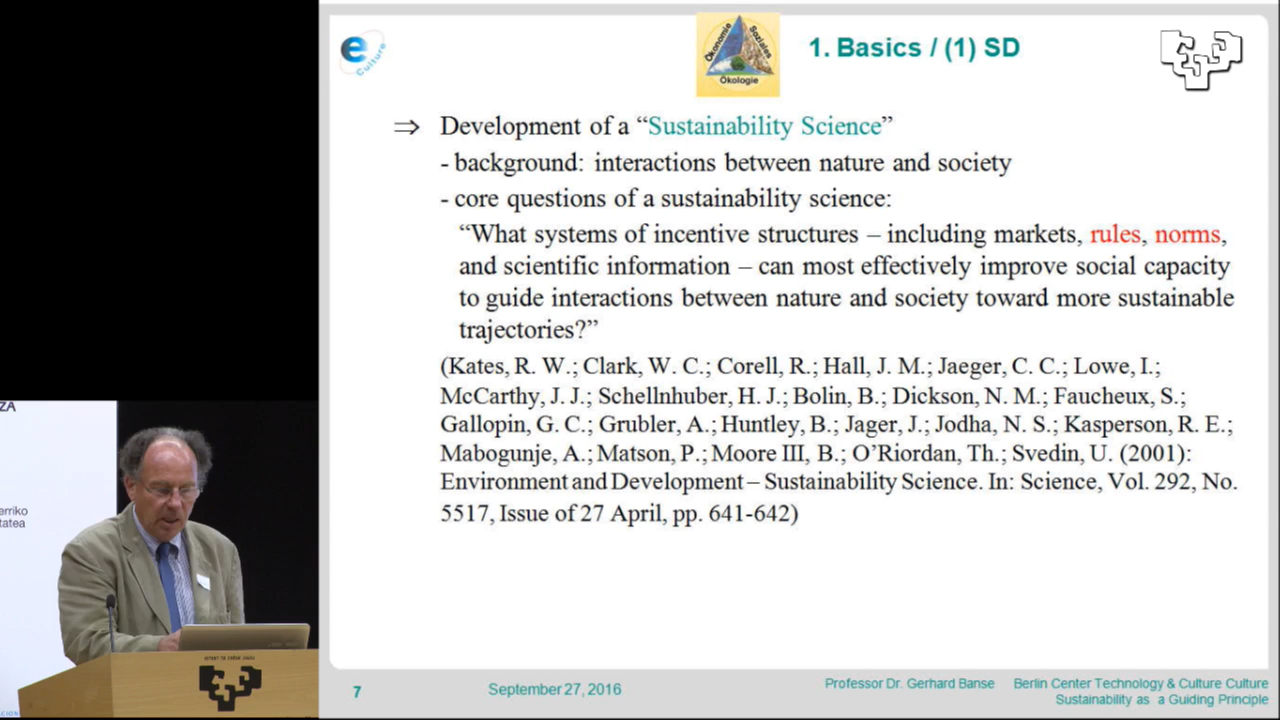 e
Culture
Ökonomie
Soziales
Ökologie
1. Basics / (1) SD
⇒ Development of a “Sustainability Science”
- background: interactions between nature and society
- core questions of a sustainability science:
“What systems of incentive structures – including markets, rules, norms,
and scientific information – can most effectively improve social capacity
to guide interactions between nature and society toward more sustainable
trajectories?”
(Kates, R. W.; Clark, W. C.; Corell, R.; Hall, J. M.; Jaeger, C. C.; Lowe, I.;
McCarthy, J. J.; Schellnhuber, H. J.; Bolin, B.; Dickson, N. M.; Faucheux, S.;
Gallopin, G. C.; Grubler, A.; Huntley, B.; Jager, J.; Jodha, N. S.; Kasperson, R. E.;
Mabogunje, A.; Matson, P.; Moore III, B.; O’Riordan, Th.; Svedin, U. (2001):
Environment and Development – Sustainability Science. In: Science, Vol. 292, No.
5517, Issue of 27 April, pp. 641-642)
7
September 27, 2016
Professor Dr. Gerhard Banse Berlin Center Technology & Culture Culture
Sustainability as a Guiding Principle
ZA
erriko
tatea
CION